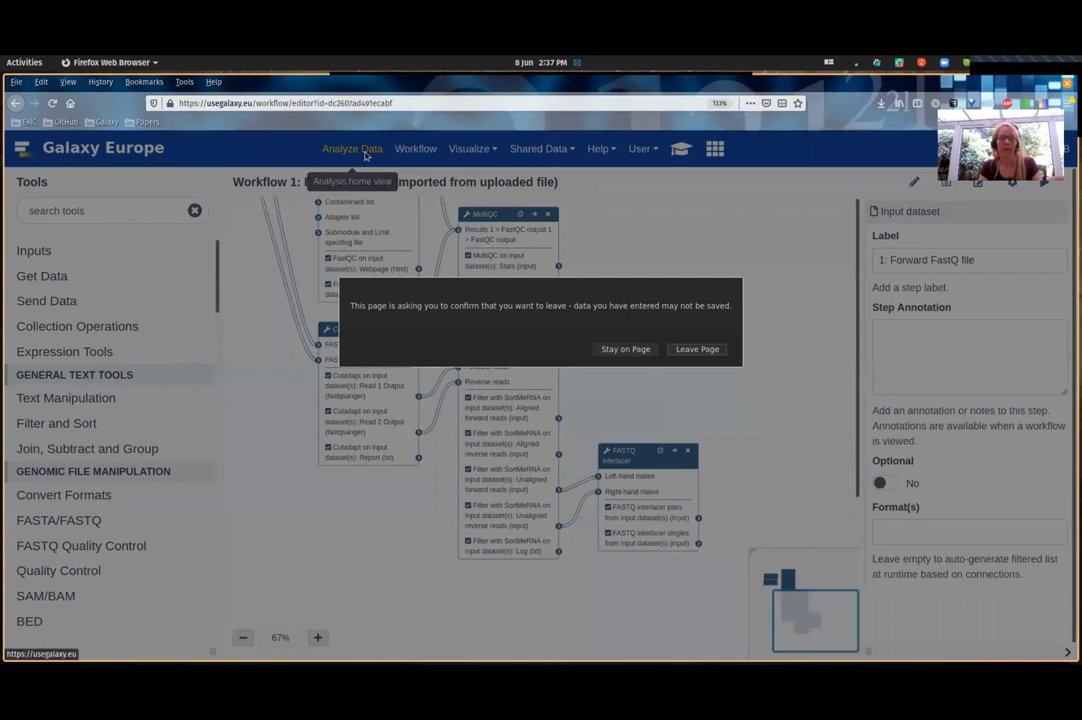 Activities Firefox Web Browser 8 Jun 2:37 PM
File Edit View History Bookmarks Tools Help
https://usegalaxy.eu/workflow/editor?id=dc2607ad491ecabf 133%
EMC GitHub Galaxy Papers
Galaxy Europe Analyze Data Workflow Visualize Shared Data Help User
Analysis home view
Tools
search tools
Inputs
Get Data
Send Data
Collection Operations
Expression Tools
GENERAL TEXT TOOLS
Text Manipulation
Filter and Sort
Join, Subtract and Group
GENOMIC FILE MANIPULATION
Convert Formats
FASTA/FASTQ
FASTQ Quality Control
Quality Control
SAM/BAM
BED
https://usegalaxy.eu
Workflow 1: mported from uploaded file)
Contaminant list
Adapter list
Submodule and Limit
specifing file
FastQC on input
dataset(s): Webpage (html)
MultiQC
Results 1 > FastQC output 1
> FastQC output
MultiQC on input
dataset(s): Stats (input)
This page is asking you to confirm that you want to leave - data you have entered may not be saved.
Stay on Page Leave Page
FAS
FAS
Cutadapt on input
dataset(s): Read 1 Output
(fastqsanger)
Cutadapt on input
dataset(s): Read 2 Output
(fastqsanger)
Cutadapt on input
dataset(s): Report (txt)
Reverse reads
Filter with SortMeRNA on
input dataset(s): Aligned
forward reads (input)
Filter with SortMeRNA on
input dataset(s): Aligned
reverse reads (input)
Filter with SortMeRNA on
input dataset(s): Unaligned
forward reads (input)
Filter with SortMeRNA on
input dataset(s): Unaligned
reverse reads (input)
Filter with SortMeRNA on
input dataset(s): Log (txt)
FASTQ
interlacer
Left-hand mates
Right-hand mates
FASTQ interlacer pairs
from input dataset(s) (input)
FASTQ interlacer singles
from input dataset(s) (input)
67%
Input dataset
Label
1: Forward FastQ file
Add a step label.
Step Annotation
Add an annotation or notes to this step.
Annotations are available when a workflow
is viewed.
Optional
No
Format(s)
Leave empty to auto-generate filtered list
at runtime based on connections.